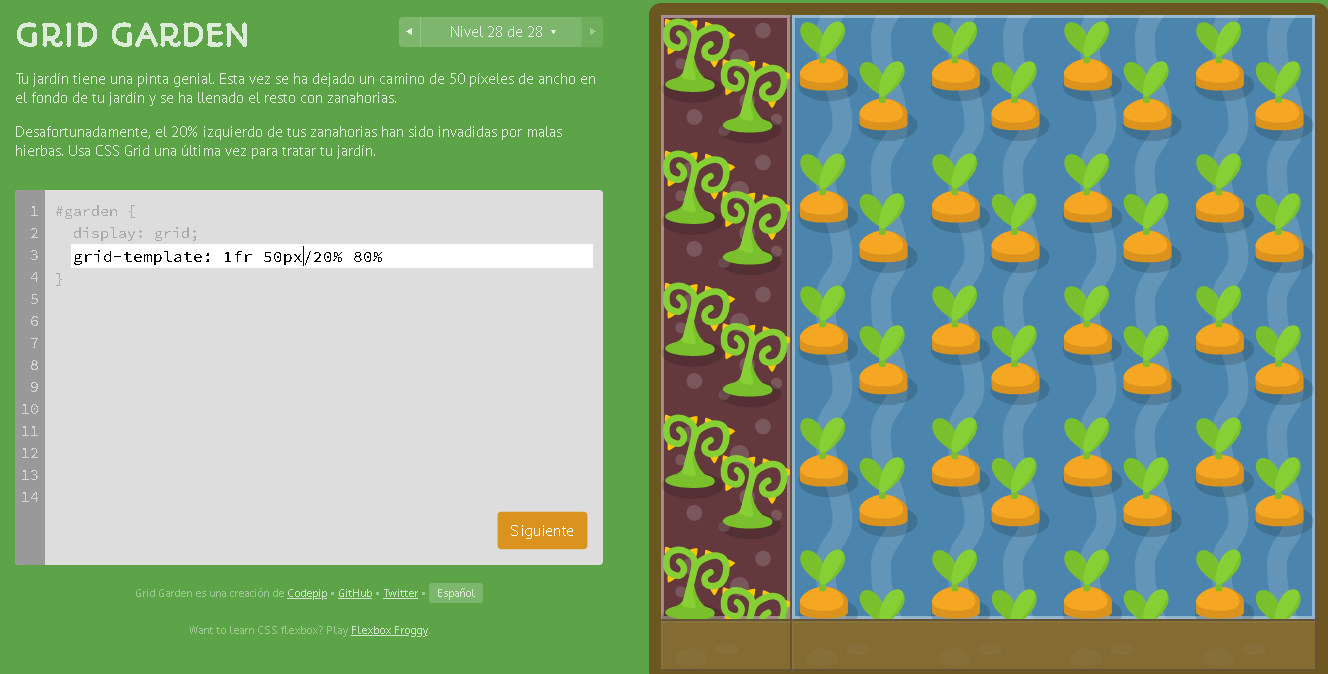 GRID GARDEN
◄ Nivel 28 de 28 ▾ ►
Tu jardín tiene una pinta genial. Esta vez se ha dejado un camino de 50 píxeles de ancho en
el fondo de tu jardín y se ha llenado el resto con zanahorias.
Desafortunadamente, el 20% izquierdo de tus zanahorias han sido invadidas por malas
hierbas. Usa CSS Grid una última vez para tratar tu jardín.
1 #garden {
2 display: grid;
3 grid-template: 1fr 50px/20% 80%
4 }
5
6
7
8
9
10
11
12
13
14
Siguiente
Grid Garden es una creación de Codepip • GitHub • Twitter • Español
Want to learn CSS flexbox? Play Flexbox Froggy.